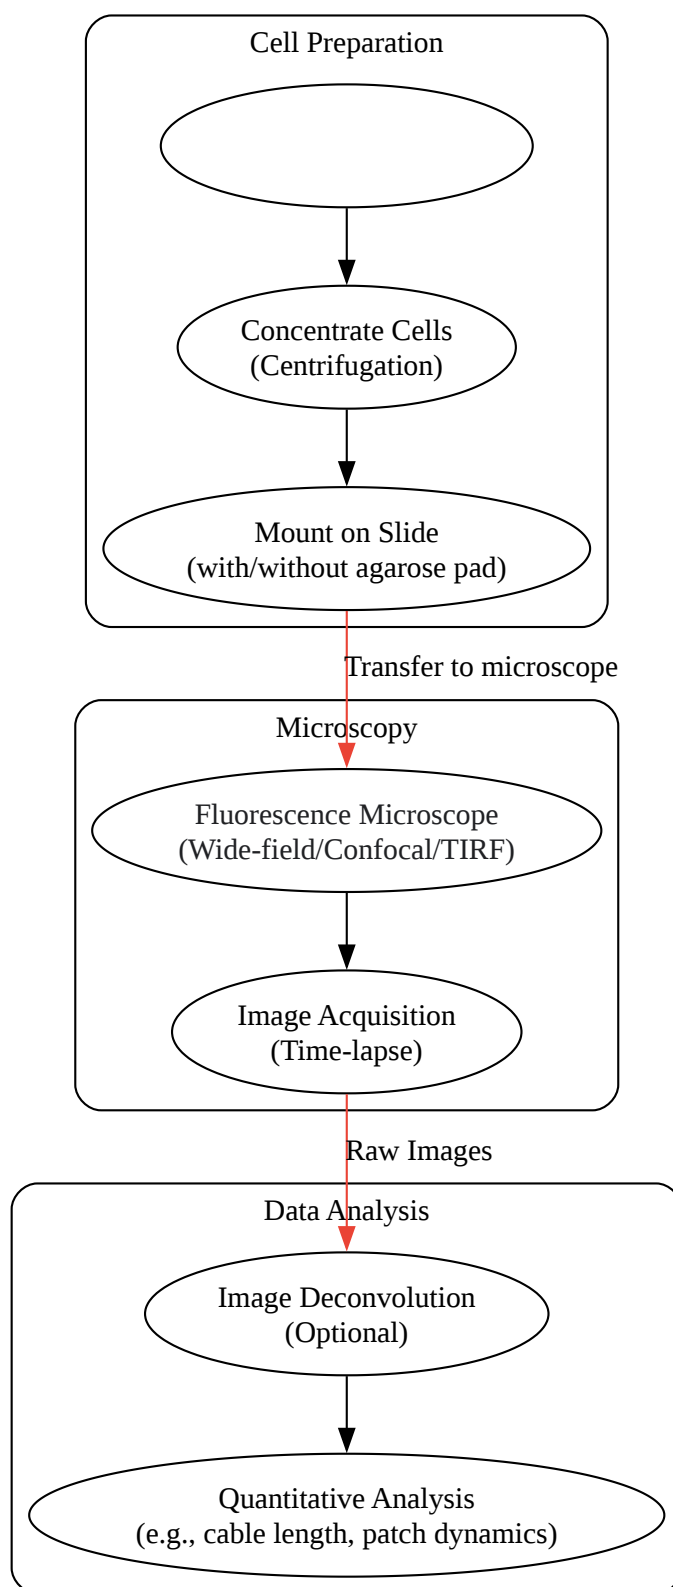 Cell Preparation
Concentrate Cells
(Centrifugation)
Mount on Slide
(with/without agarose pad)
Transfer to microscope
Microscopy
Fluorescence Microscope
(Wide-field/Confocal/TIRF)
Image Acquisition
(Time-lapse)
Raw Images
Data Analysis
Image Deconvolution
(Optional)
Quantitative Analysis
(e.g., cable length, patch dynamics)